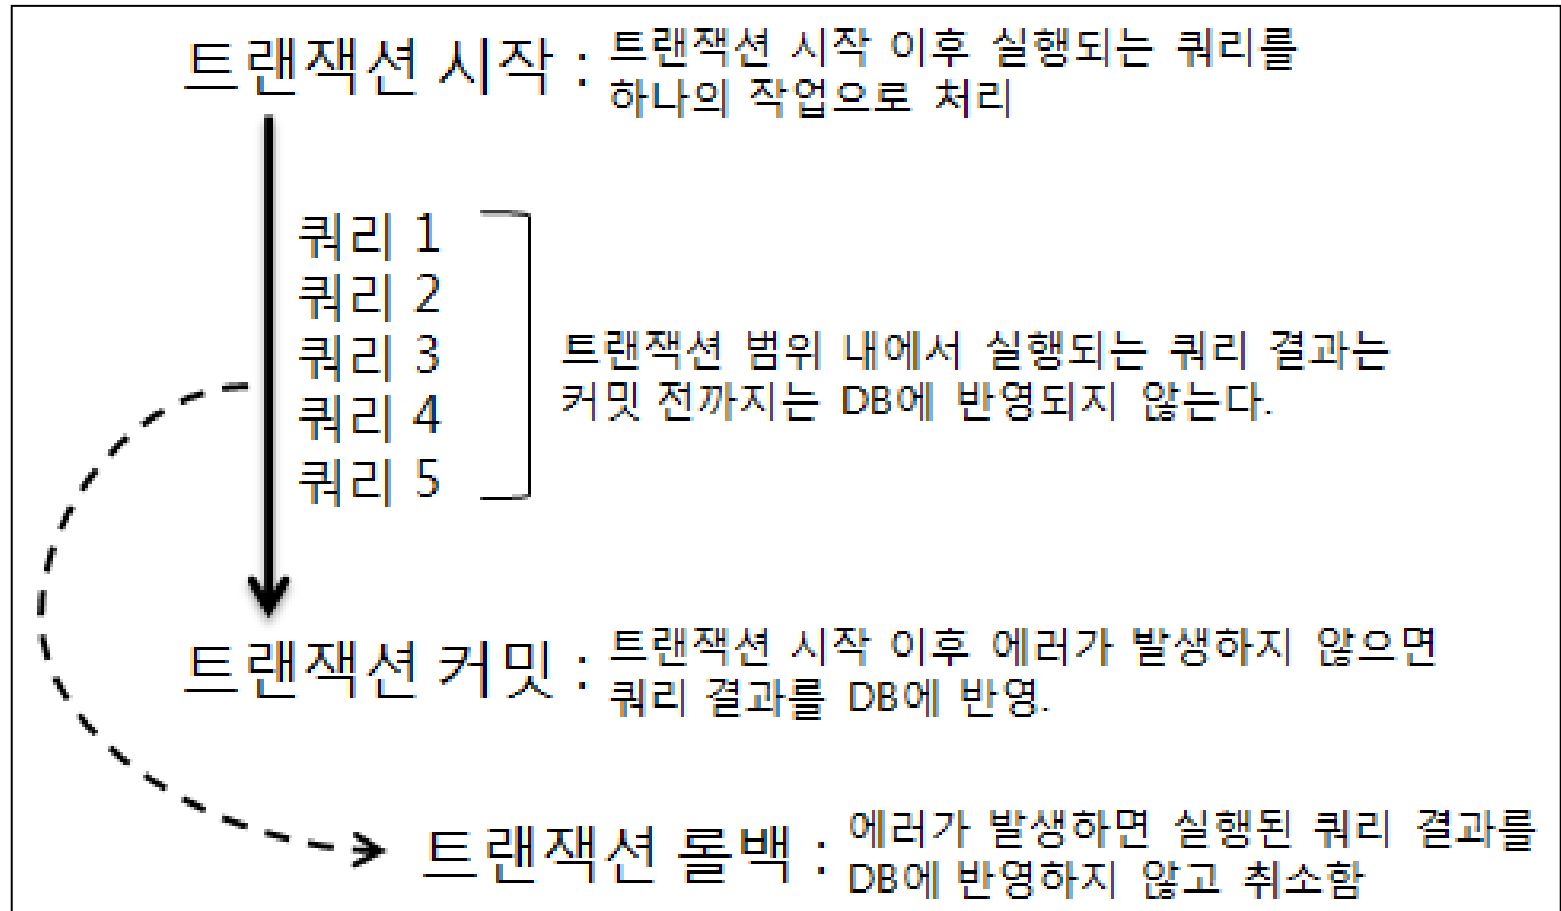 트랜잭션 시작 : 트랜잭션 시작 이후 실행되는 쿼리를
하나의 작업으로 처리
쿼리 1
쿼리 2
쿼리 3
쿼리 4
쿼리 5
트랜잭션 범위 내에서 실행되는 쿼리 결과는
커밋 전까지는 DB에 반영되지 않는다.
트랜잭션 커밋 : 트랜잭션 시작 이후 에러가 발생하지 않으면
쿼리 결과를 DB에 반영.
트랜잭션 롤백 : 에러가 발생하면 실행된 쿼리 결과를
DB에 반영하지 않고 취소함